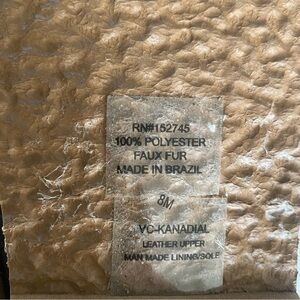 RN#152745
100% POLYESTER
FAUX FUR
MADE IN BRAZIL
8M
VC-KANADIAL
LEATHER UPPER
MAN MADE LINING/SOLE